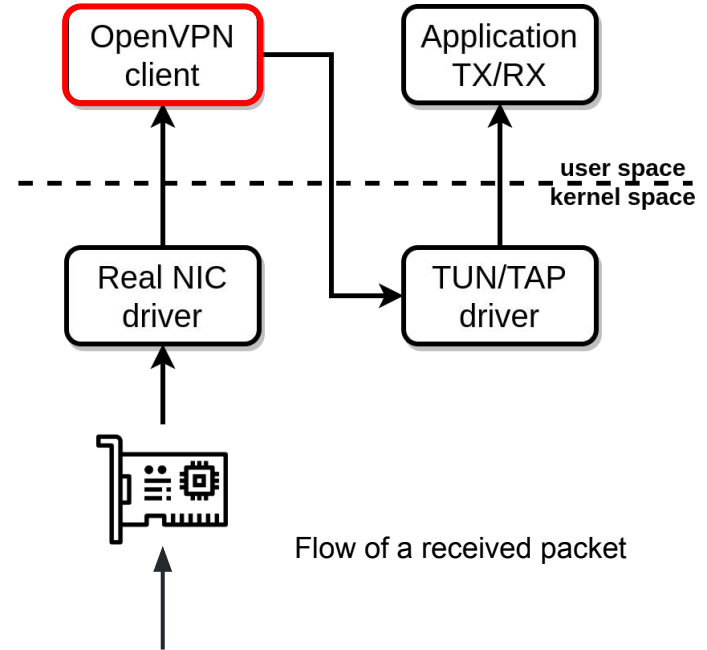 OpenVPN
client
Application
TX/RX
user space
kernel space
Real NIC
driver
TUN/TAP
driver
Flow of a received packet